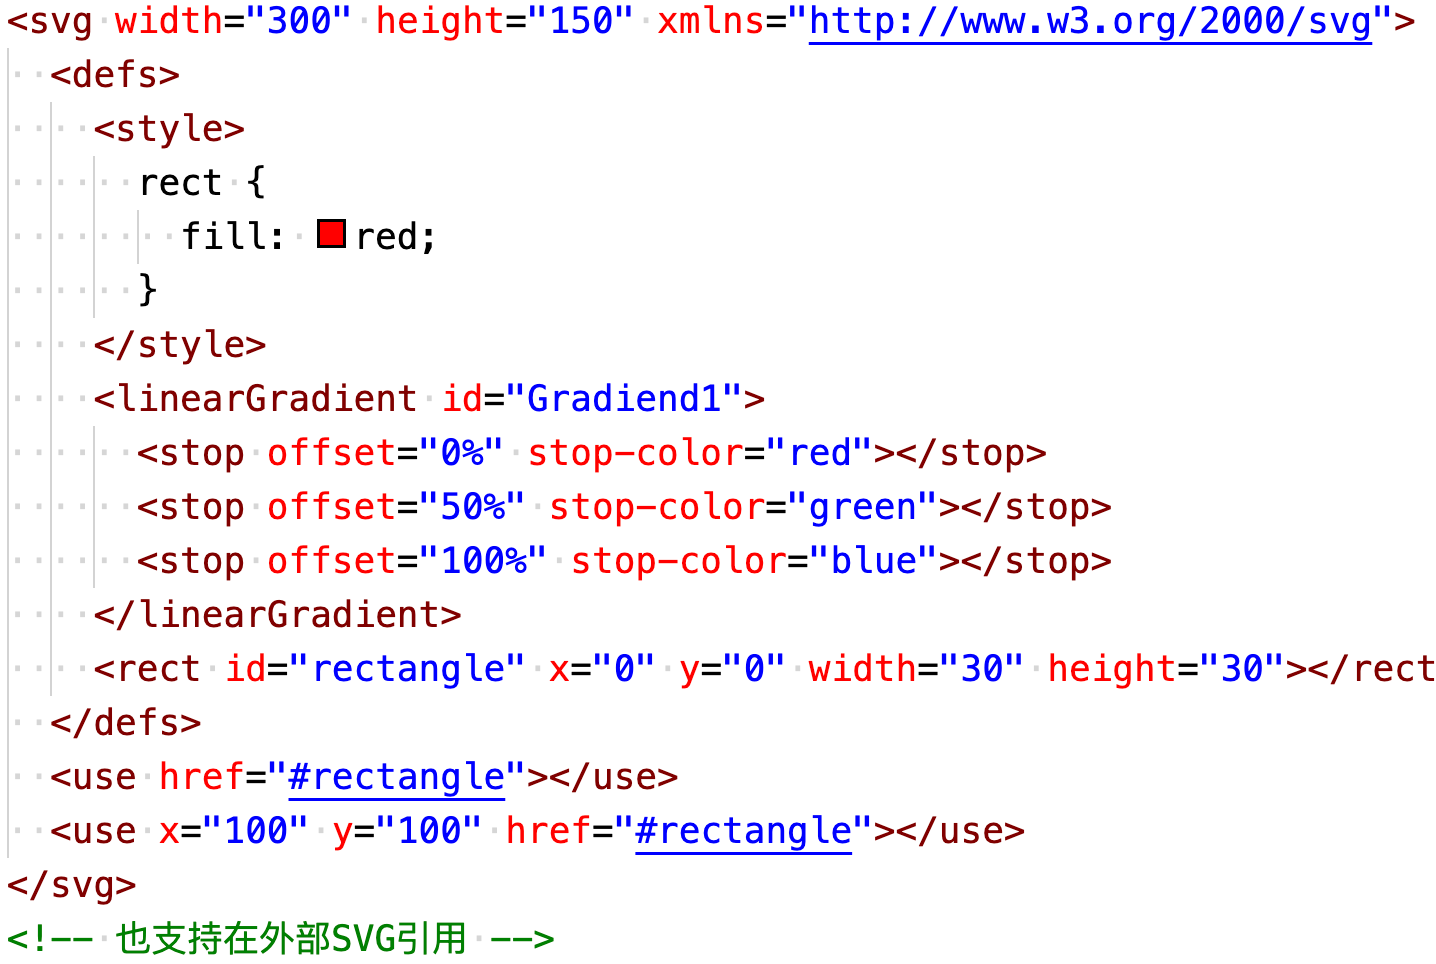 <svg width="300" height="150" xmlns="http://www.w3.org/2000/svg">
<defs>
<style>
rect {
fill: red;
}
</style>
<linearGradient id="Gradiend1">
<stop offset="0%" stop-color="red"></stop>
<stop offset="50%" stop-color="green"></stop>
<stop offset="100%" stop-color="blue"></stop>
</linearGradient>
<rect id="rectangle" x="0" y="0" width="30" height="30"></rect
</defs>
<use href="#rectangle"></use>
<use x="100" y="100" href="#rectangle"></use>
</svg>
<!-- 也支持在外部SVG引用 -->